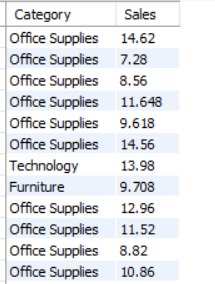 Category Sales
Office Supplies 14.62
Office Supplies 7.28
Office Supplies 8.56
Office Supplies 11.648
Office Supplies 9.618
Office Supplies 14.56
Technology 13.98
Furniture 9.708
Office Supplies 12.96
Office Supplies 11.52
Office Supplies 8.82
Office Supplies 10.86